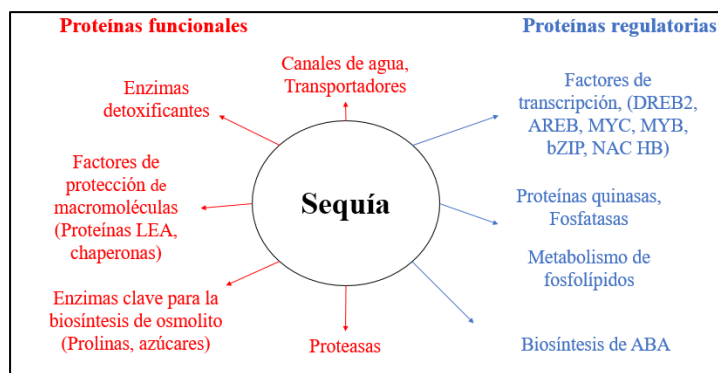 Proteínas funcionales
Proteínas regulatorias
Canales de agua,
Transportadores
Enzimas
detoxificantes
Factores de
protección de
macromoléculas
(Proteínas LEA,
chaperonas)
Enzimas clave para la
biosíntesis de osmolito
(Prolinas, azúcares)
Proteasas
Sequía
Factores de
transcripción, (DREB2,
AREB, MYC, MYB,
bZIP, NAC HB)
Proteínas quinasas,
Fosfatasas
Metabolismo de
fosfolípidos
Biosíntesis de ABA